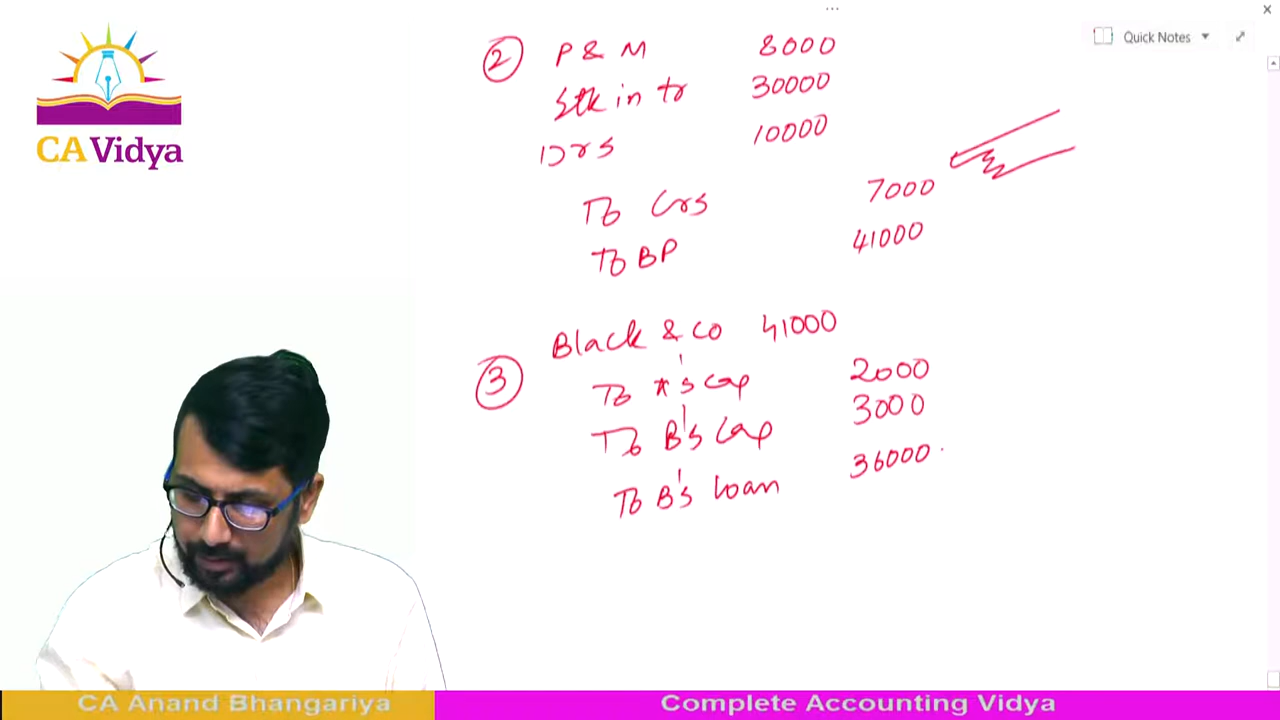 CA Vidya
...
Quick Notes
2 P & M 8000
Stk in tr 30000
Drs 10000
To Crs 7000
To BP 41000
3 Black & Co 41000
To 's Cap 2000
To B's Cap 3000
To B's Loan 36000
CA Anand Bhangariya
Complete Accounting Vidya